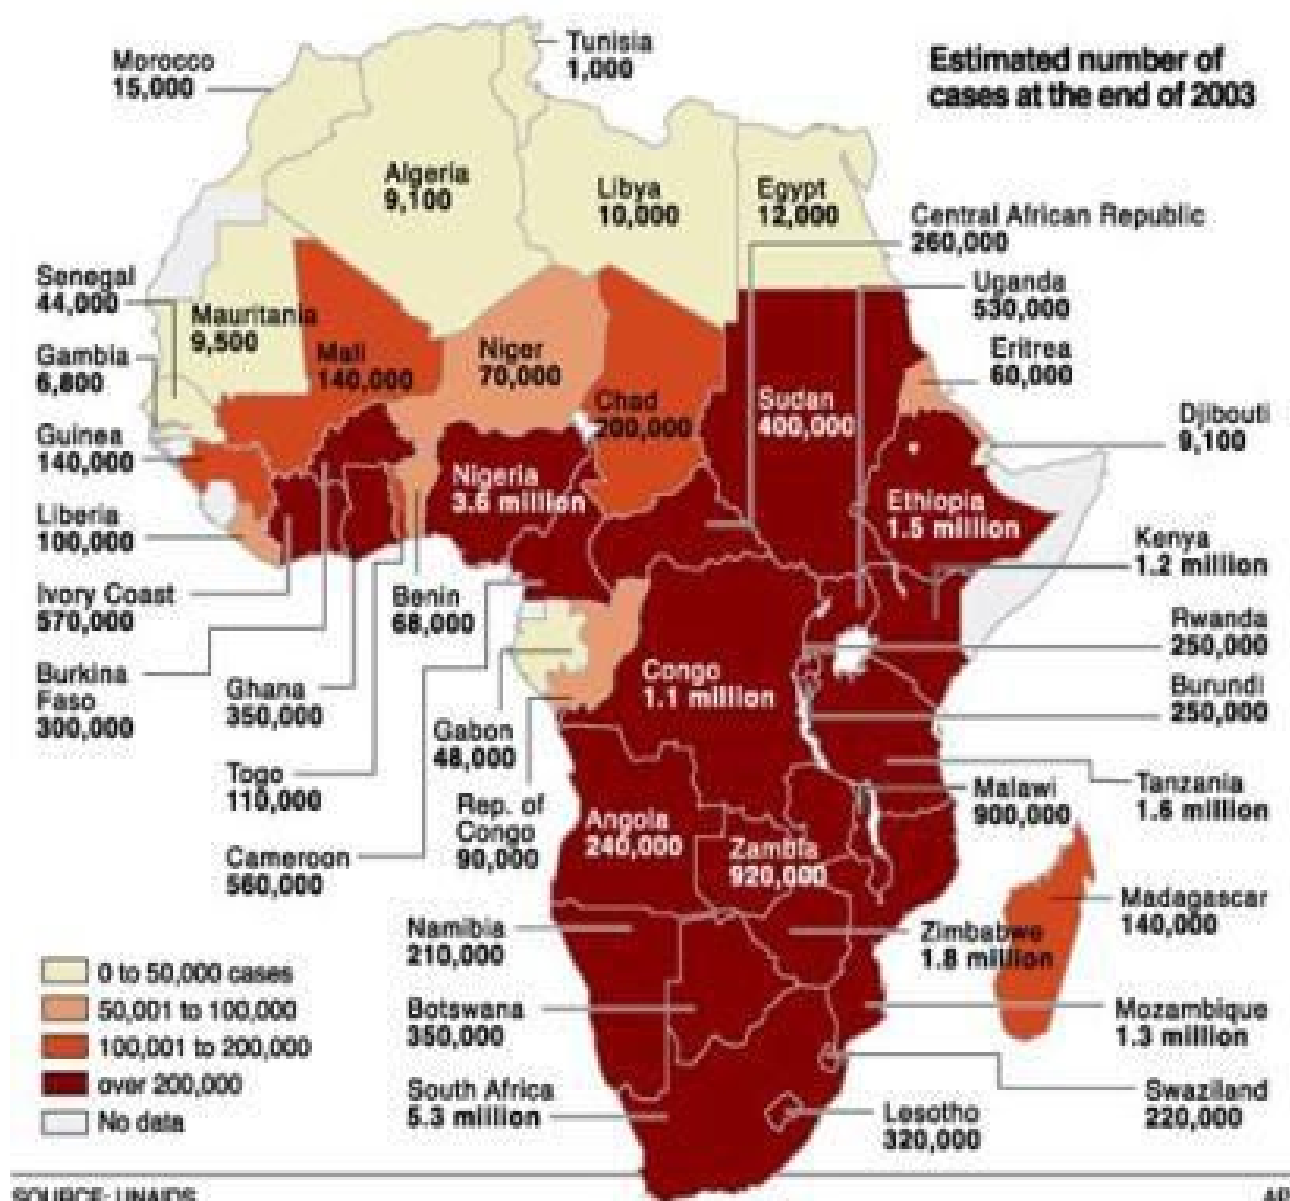 Estimated number of
cases at the end of 2003
Morocco
15,000
Tunisia
1,000
Algeria
9,100
Libya
10,000
Egypt
12,000
Central African Republic
260,000
Uganda
530,000
Eritrea
60,000
Djibouti
9,100
Senegal
44,000
Mauritania
9,500
Gambia
6,800
Mali
140,000
Niger
70,000
Chad
200,000
Sudan
400,000
Guinea
140,000
Nigeria
3.6 million
Ethiopia
1.5 million
Liberia
100,000
Kenya
1.2 million
Ivory Coast
570,000
Benin
68,000
Rwanda
250,000
Burkina
Faso
300,000
Ghana
350,000
Congo
1.1 million
Burundi
250,000
Gabon
48,000
Togo
110,000
Rep. of
Congo
90,000
Malawi
900,000
Tanzania
1.6 million
Angola
240,000
Zambia
920,000
Cameroon
560,000
Madagascar
140,000
Namibia
210,000
Zimbabwe
1.8 million
Botswana
350,000
Mozambique
1.3 million
South Africa
5.3 million
Swaziland
220,000
Lesotho
320,000
0 to 50,000 cases
50,001 to 100,000
100,001 to 200,000
over 200,000
No data
SOURCE: UNAIDS
AP